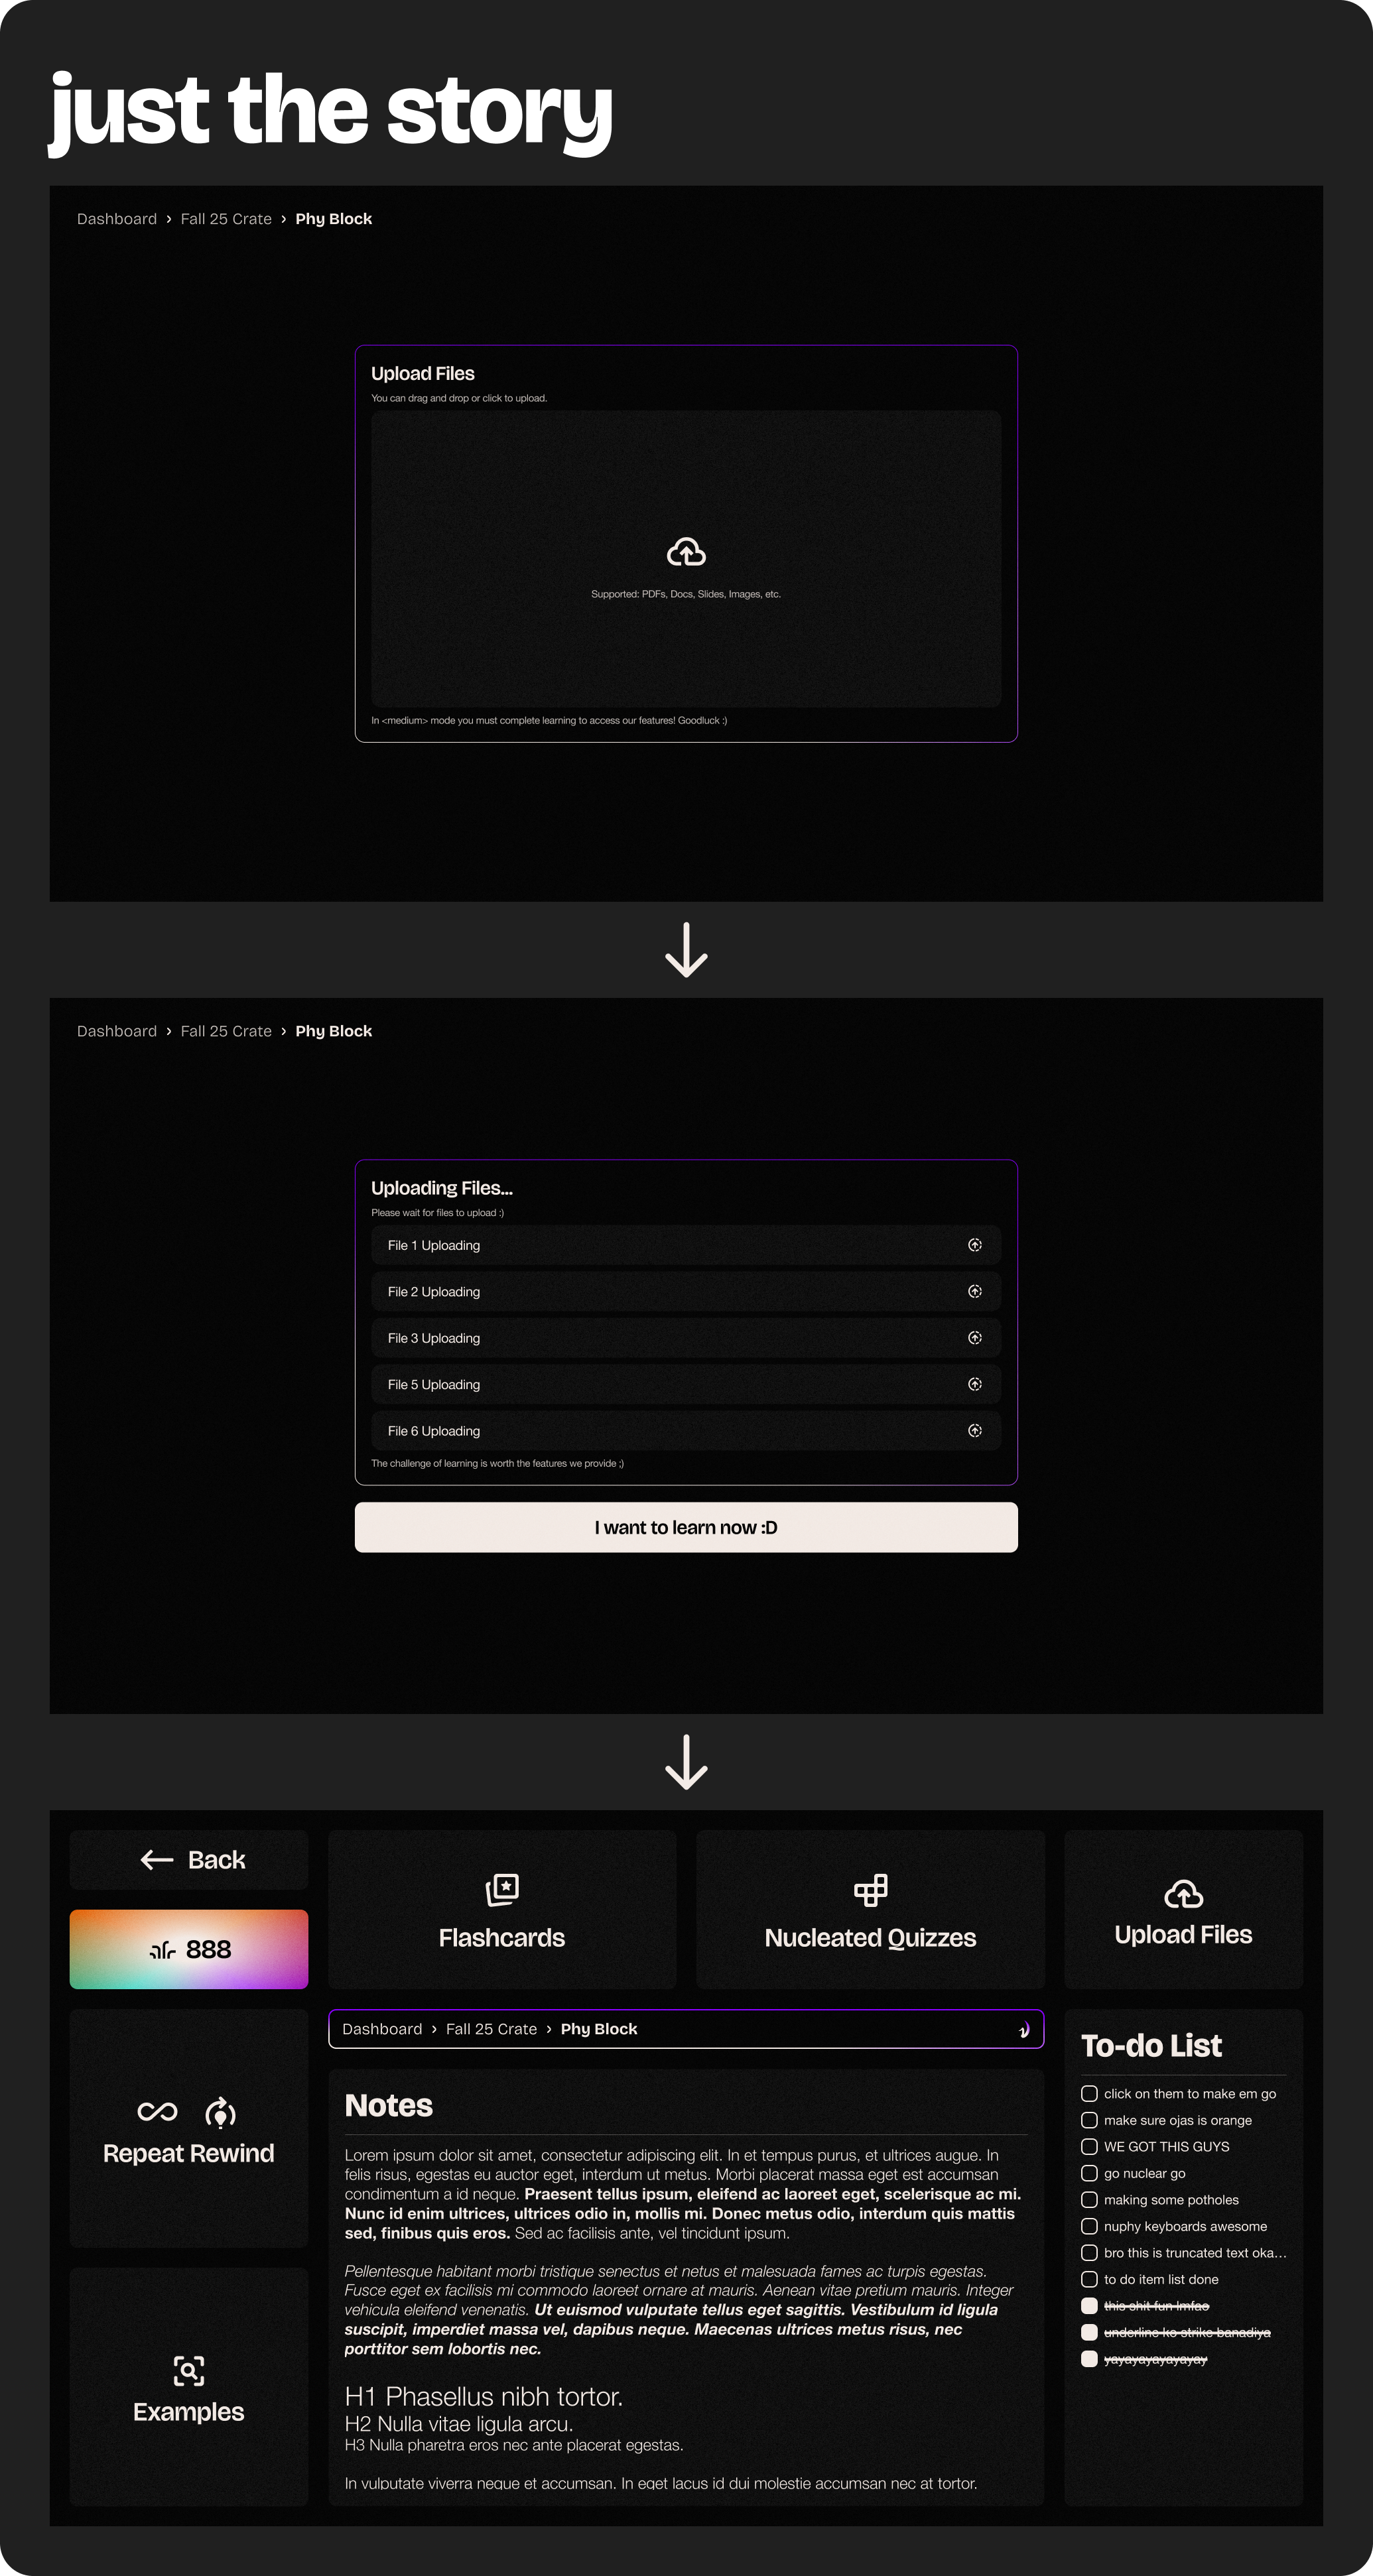 just the story
Dashboard › Fall 25 Crate › Phy Block
Upload Files
You can drag and drop or click to upload.
Supported: PDFs, Docs, Slides, Images, etc.
In <medium> mode you must complete learning to access our features! Goodluck :)
Dashboard › Fall 25 Crate › Phy Block
Uploading Files...
Please wait for files to upload :)
File 1 Uploading
File 2 Uploading
File 3 Uploading
File 5 Uploading
File 6 Uploading
The challenge of learning is worth the features we provide ;)
I want to learn now :D
Back
888
Flashcards
Nucleated Quizzes
Upload Files
Repeat Rewind
Examples
Dashboard › Fall 25 Crate › Phy Block
Notes
Lorem ipsum dolor sit amet, consectetur adipiscing elit. In et tempus purus, et ultrices augue. In
felis risus, egestas eu auctor eget, interdum ut metus. Morbi placerat massa eget est accumsan
condimentum a id neque. Praesent tellus ipsum, eleifend ac laoreet eget, scelerisque ac mi.
Nunc id enim ultrices, ultrices odio in, mollis mi. Donec metus odio, interdum quis mattis
sed, finibus quis eros. Sed ac facilisis ante, vel tincidunt ipsum.
Pellentesque habitant morbi tristique senectus et netus et malesuada fames ac turpis egestas.
Fusce eget ex facilisis mi commodo laoreet ornare at mauris. Aenean vitae pretium mauris. Integer
vehicula eleifend venenatis. Ut euismod vulputate tellus eget sagittis. Vestibulum id ligula
suscipit, imperdiet massa vel, dapibus neque. Maecenas ultrices metus risus, nec
porttitor sem lobortis nec.
H1 Phasellus nibh tortor.
H2 Nulla vitae ligula arcu.
H3 Nulla pharetra eros nec ante placerat egestas.
In vulputate viverra neque et accumsan. In eget lacus id dui molestie accumsan nec at tortor.
To-do List
click on them to make em go
make sure ojas is orange
WE GOT THIS GUYS
go nuclear go
making some potholes
nuphy keyboards awesome
bro this is truncated text oka...
to do item list done
this shit fun lmfao
underline ko strike banadiya
yayayayayayayay